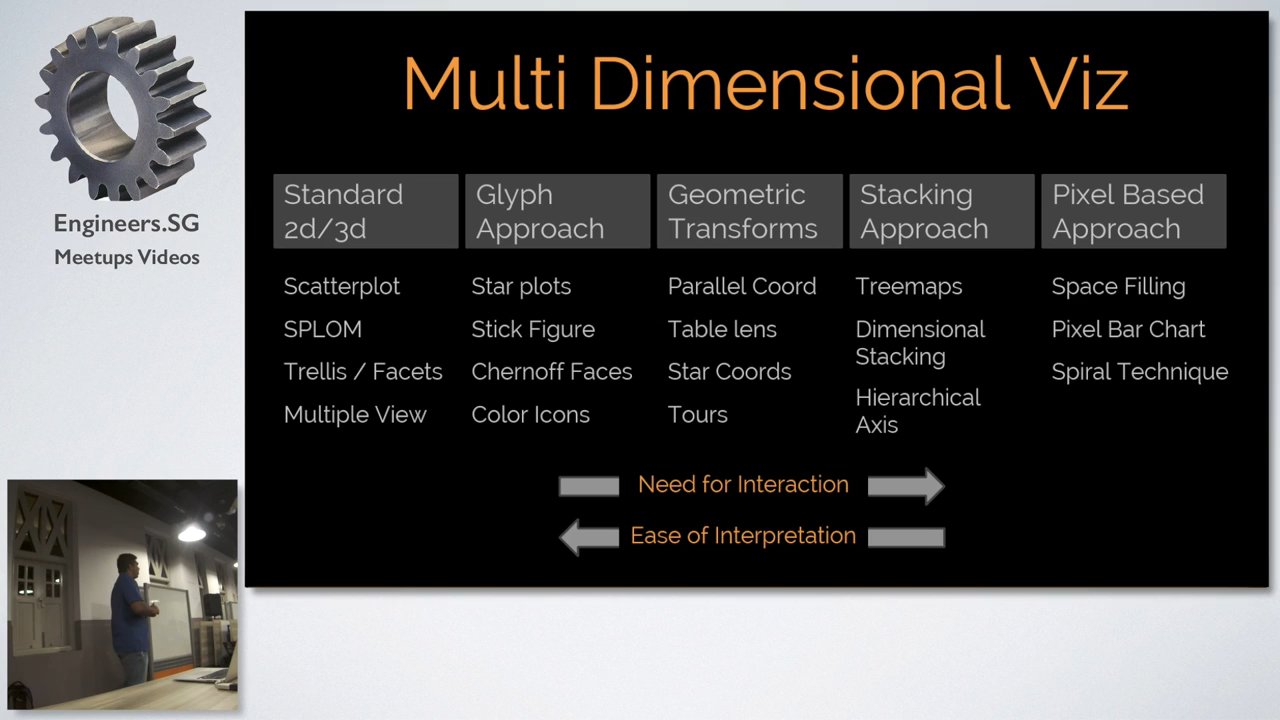 Engineers.SG
Meetups Videos
Multi Dimensional Viz
Standard
2d/3d
Scatterplot
SPLOM
Trellis / Facets
Multiple View
Glyph
Approach
Star plots
Stick Figure
Chernoff Faces
Color Icons
Geometric
Transforms
Parallel Coord
Table lens
Star Coords
Tours
Stacking
Approach
Treemaps
Dimensional
Stacking
Hierarchical
Axis
Pixel Based
Approach
Space Filling
Pixel Bar Chart
Spiral Technique
Need for Interaction
Ease of Interpretation